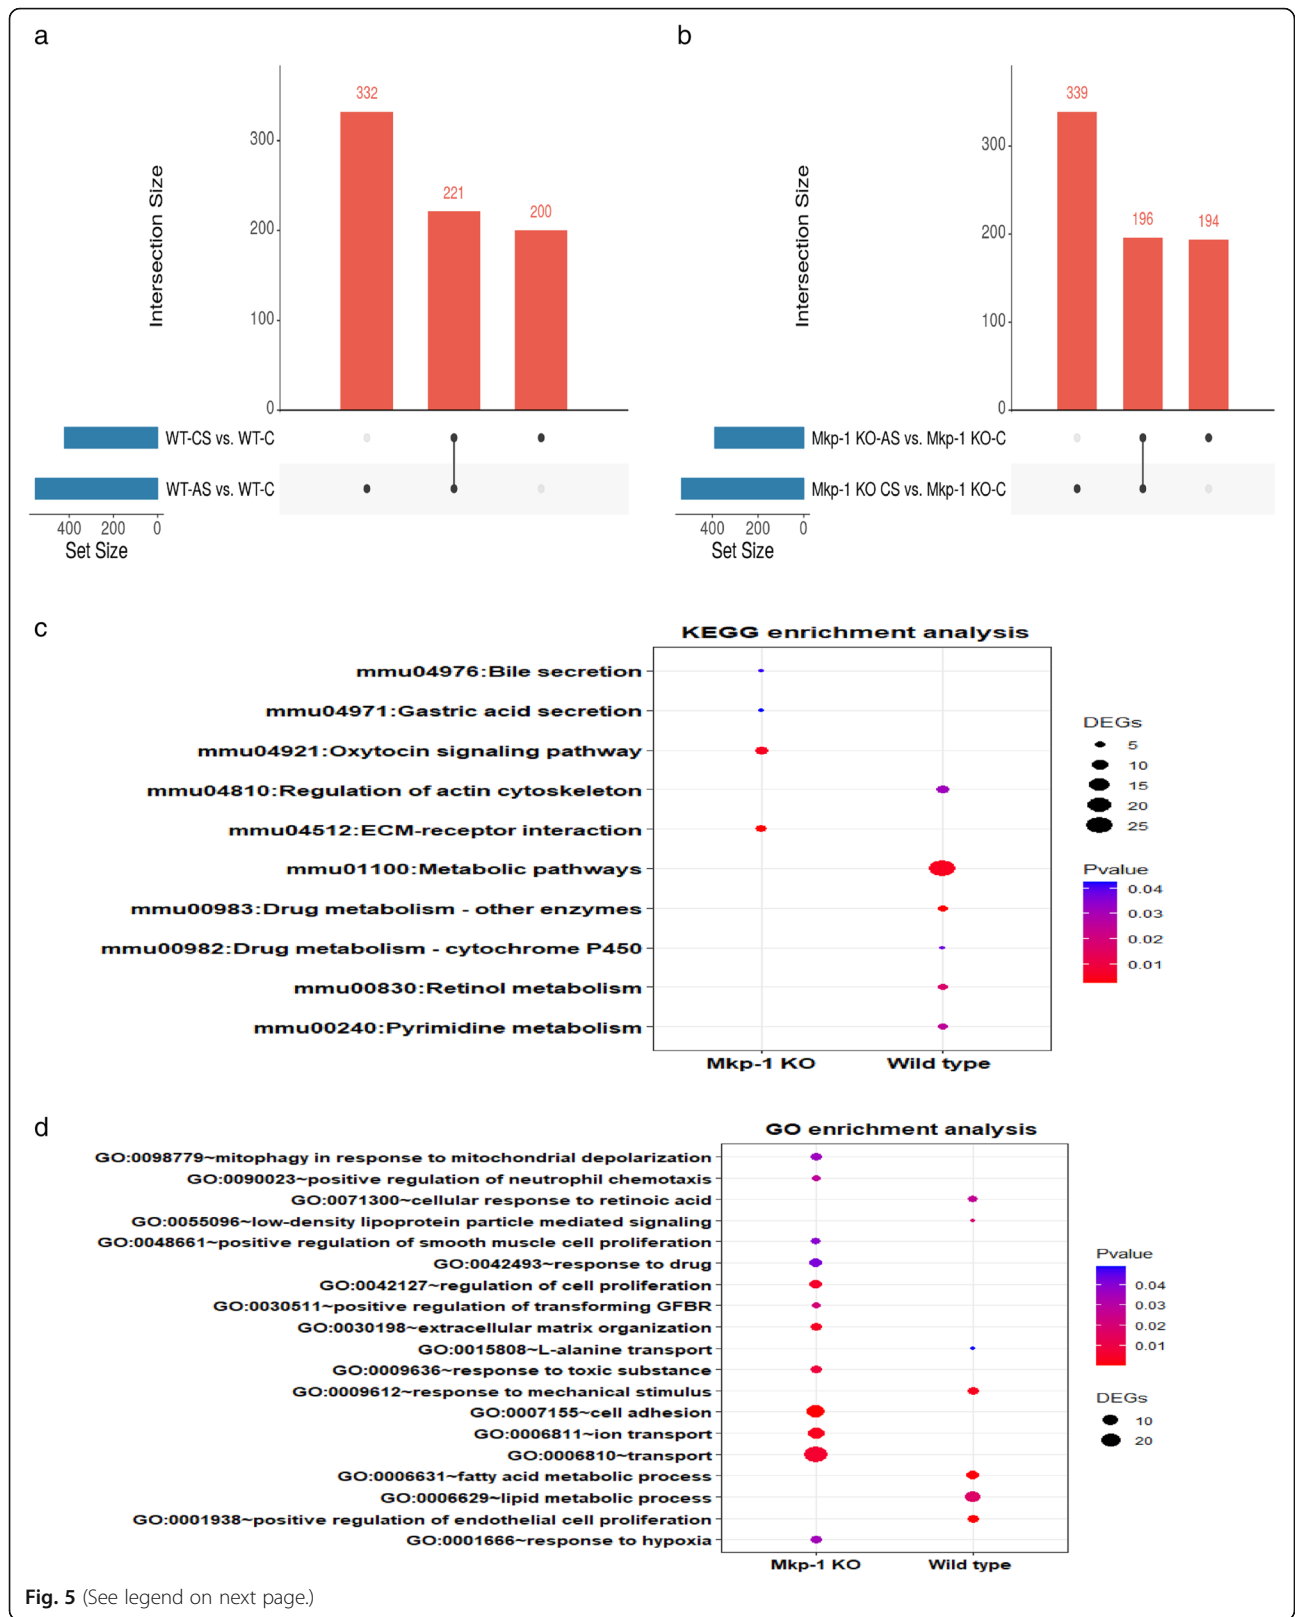 a
332
221
200
300
200
100
0
Intersection Size
WT-CS vs. WT-C
WT-AS vs. WT-C
400 200 0
Set Size
b
339
196
194
300
200
100
0
Intersection Size
Mkp-1 KO-AS vs. Mkp-1 KO-C
Mkp-1 KO CS vs. Mkp-1 KO-C
400 200 0
Set Size
c
KEGG enrichment analysis
mmu04976:Bile secretion
mmu04971:Gastric acid secretion
mmu04921:Oxytocin signaling pathway
mmu04810:Regulation of actin cytoskeleton
mmu04512:ECM-receptor interaction
mmu01100:Metabolic pathways
mmu00983:Drug metabolism - other enzymes
mmu00982:Drug metabolism - cytochrome P450
mmu00830:Retinol metabolism
mmu00240:Pyrimidine metabolism
Mkp-1 KO Wild type
DEGs
5
10
15
20
25
Pvalue
0.04
0.03
0.02
0.01
d
GO enrichment analysis
GO:0098779~mitophagy in response to mitochondrial depolarization
GO:0090023~positive regulation of neutrophil chemotaxis
GO:0071300~cellular response to retinoic acid
GO:0055096~low-density lipoprotein particle mediated signaling
GO:0048661~positive regulation of smooth muscle cell proliferation
GO:0042493~response to drug
GO:0042127~regulation of cell proliferation
GO:0030511~positive regulation of transforming GFBR
GO:0030198~extracellular matrix organization
GO:0015808~L-alanine transport
GO:0009636~response to toxic substance
GO:0009612~response to mechanical stimulus
GO:0007155~cell adhesion
GO:0006811~ion transport
GO:0006810~transport
GO:0006631~fatty acid metabolic process
GO:0006629~lipid metabolic process
GO:0001938~positive regulation of endothelial cell proliferation
GO:0001666~response to hypoxia
Mkp-1 KO Wild type
Pvalue
0.04
0.03
0.02
0.01
DEGs
10
20
Fig. 5 (See legend on next page.)